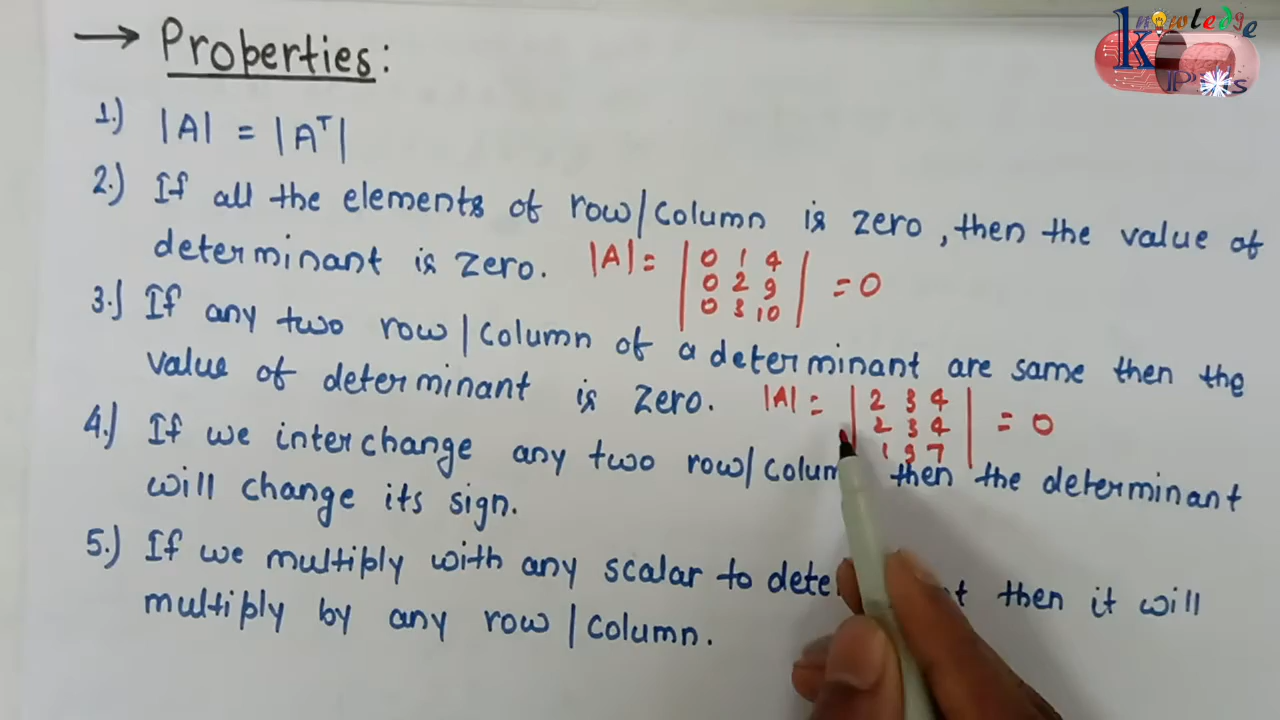 → Properties:
1.) |A| = |Aᵀ|
2.) If all the elements of row/column is zero, then the value of
determinant is zero. |A| = | 0 1 4 | = 0
| 0 2 9 |
| 0 3 10 |
3.) If any two row/column of a determinant are same then the
value of determinant is zero. |A| = | 2 3 4 | = 0
| 2 3 4 |
| 1 9 7 |
4.) If we interchange any two row/colum then the determinant
will change its sign.
5.) If we multiply with any scalar to dete t then it will
multiply by any row/column.
knowledge
Plus